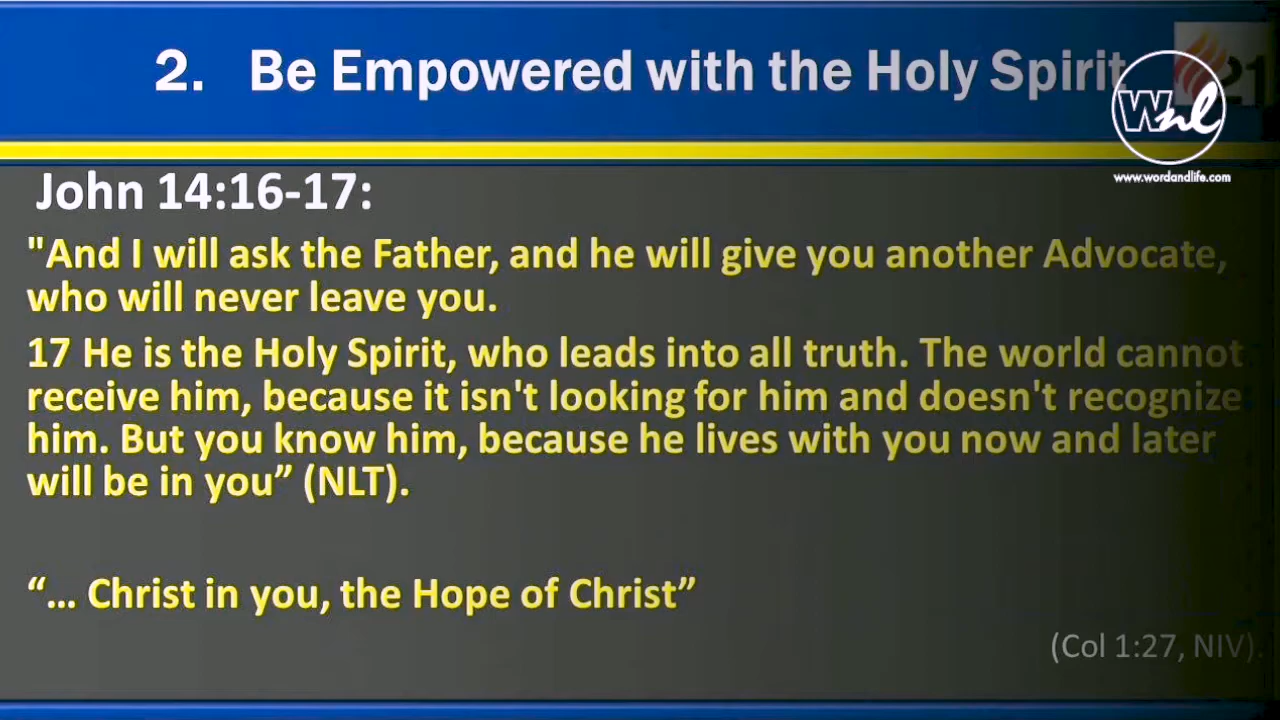 2. Be Empowered with the Holy Spirit
21
Wnl
www.wordandlife.com
John 14:16-17:
"And I will ask the Father, and he will give you another Advocate,
who will never leave you.
17 He is the Holy Spirit, who leads into all truth. The world cannot
receive him, because it isn't looking for him and doesn't recognize
him. But you know him, because he lives with you now and later
will be in you” (NLT).
“... Christ in you, the Hope of Christ”
(Col 1:27, NIV).